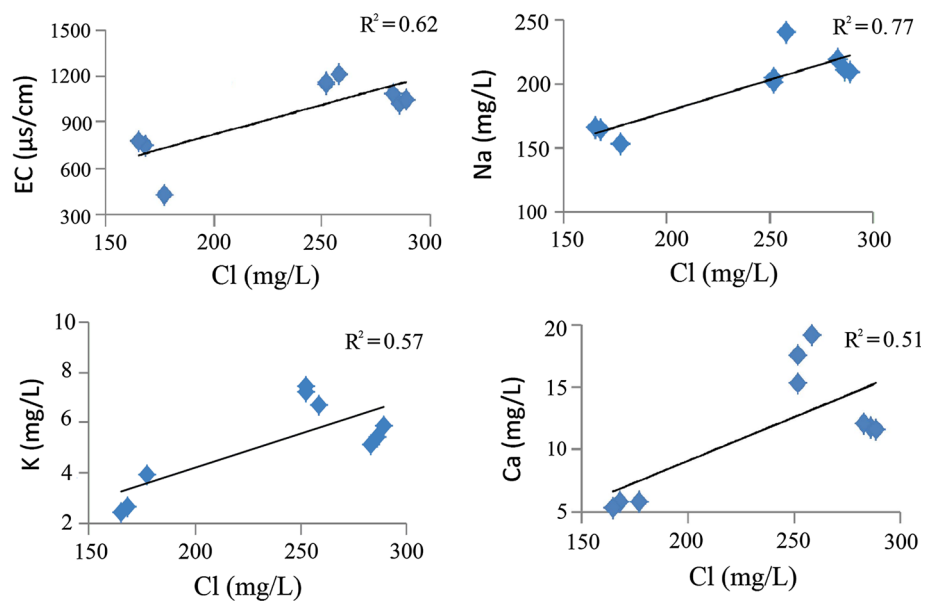 R² = 0.62
1500
1200
900
600
300
EC (µs/cm)
150 200 250 300
Cl (mg/L)
R² = 0.77
250
200
150
100
Na (mg/L)
150 200 250 300
Cl (mg/L)
R² = 0.57
10
8
6
4
2
K (mg/L)
150 200 250 300
Cl (mg/L)
R² = 0.51
20
15
10
5
Ca (mg/L)
150 200 250 300
Cl (mg/L)